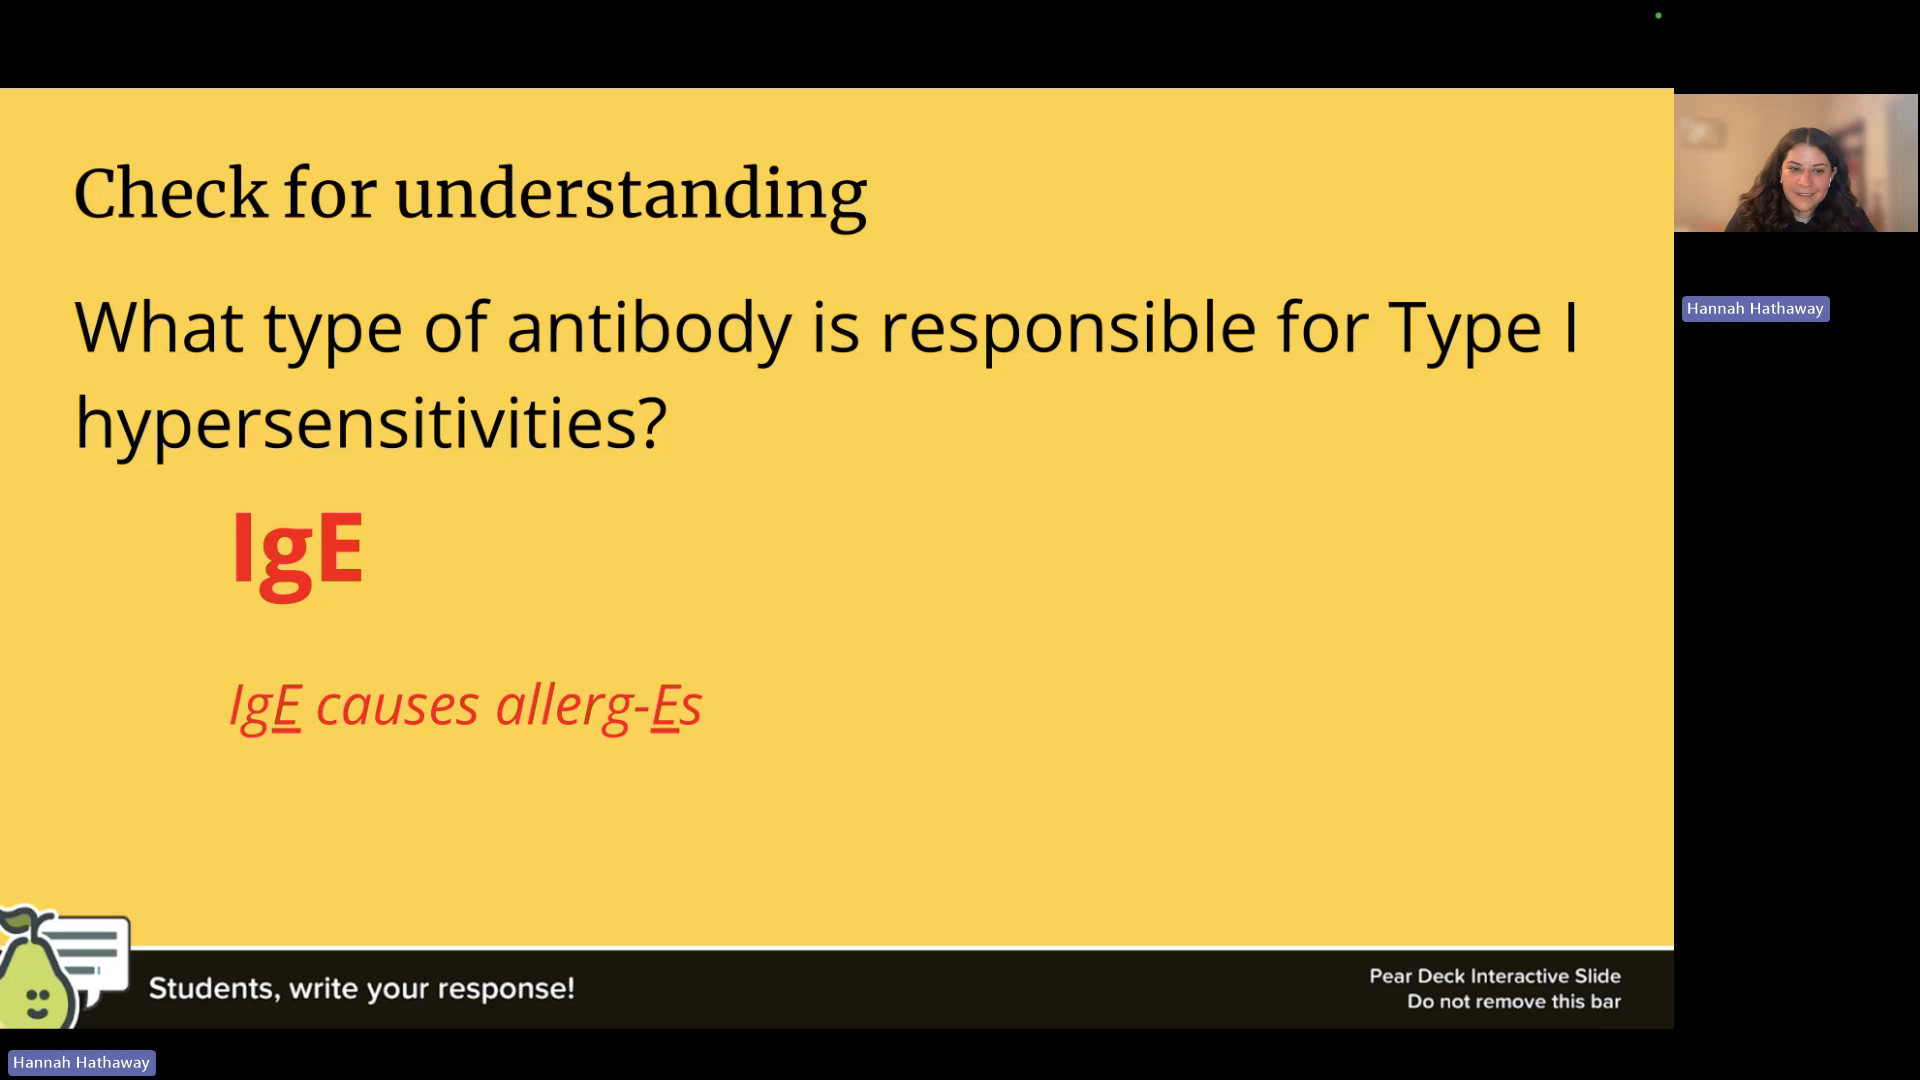 Check for understanding
What type of antibody is responsible for Type I
hypersensitivities?
IgE
IgE causes allerg-Es
Students, write your response!
Pear Deck Interactive Slide
Do not remove this bar
Hannah Hathaway
Hannah Hathaway